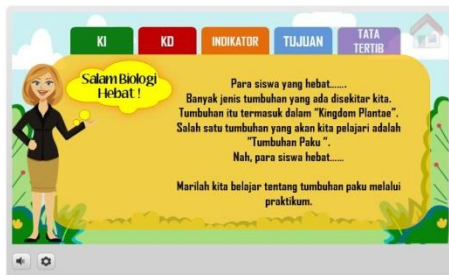 KI
KD
INDIKATOR
TUJUAN
TATA
TERTIB
Salam Biologi
Hebat !
Para siswa yang hebat.......
Banyak jenis tumbuhan yang ada disekitar kita.
Tumbuhan itu termasuk dalam "Kingdom Plantae".
Salah satu tumbuhan yang akan kita pelajari adalah
"Tumbuhan Paku ".
Nah, para siswa hebat......
Marilah kita belajar tentang tumbuhan paku melalui
praktikum.